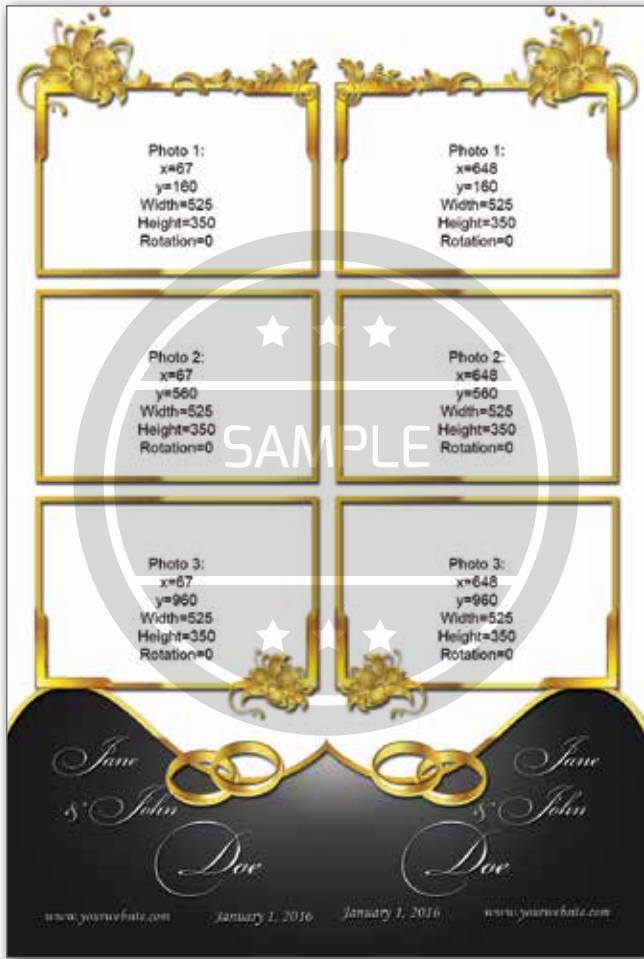 Photo 1:
x=67
y=160
Width=525
Height=350
Rotation=0
Photo 1:
x=648
y=160
Width=525
Height=350
Rotation=0
Photo 2:
x=67
y=560
Width=525
Height=350
Rotation=0
Photo 2:
x=648
y=560
Width=525
Height=350
Rotation=0
SAMPLE
Photo 3:
x=67
y=960
Width=525
Height=350
Rotation=0
Photo 3:
x=648
y=960
Width=525
Height=350
Rotation=0
Jane
& John
Doe
www.yourwebsite.com
January 1, 2016
Jane
& John
Doe
January 1, 2016
www.yourwebsite.com